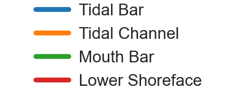 Tidal Bar
Tidal Channel
Mouth Bar
Lower Shoreface